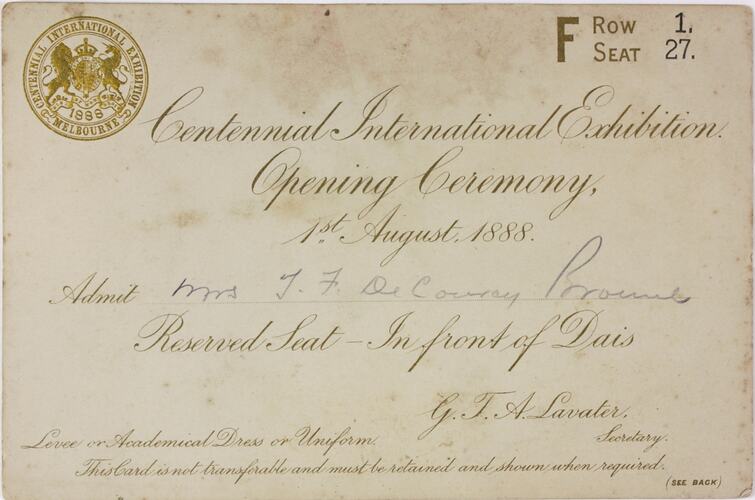 CENTENNIAL INTERNATIONAL EXHIBITION
1888
MELBOURNE
F Row 1.
Seat 27.
Centennial International Exhibition.
Opening Ceremony,
1st August, 1888.
Admit Mrs T. F. De Courcy Browne
Reserved Seat – In front of Dais
G. T. A. Lavater.
Secretary.
Levee or Academical Dress or Uniform.
This Card is not transferable and must be retained and shown when required.
(SEE BACK)